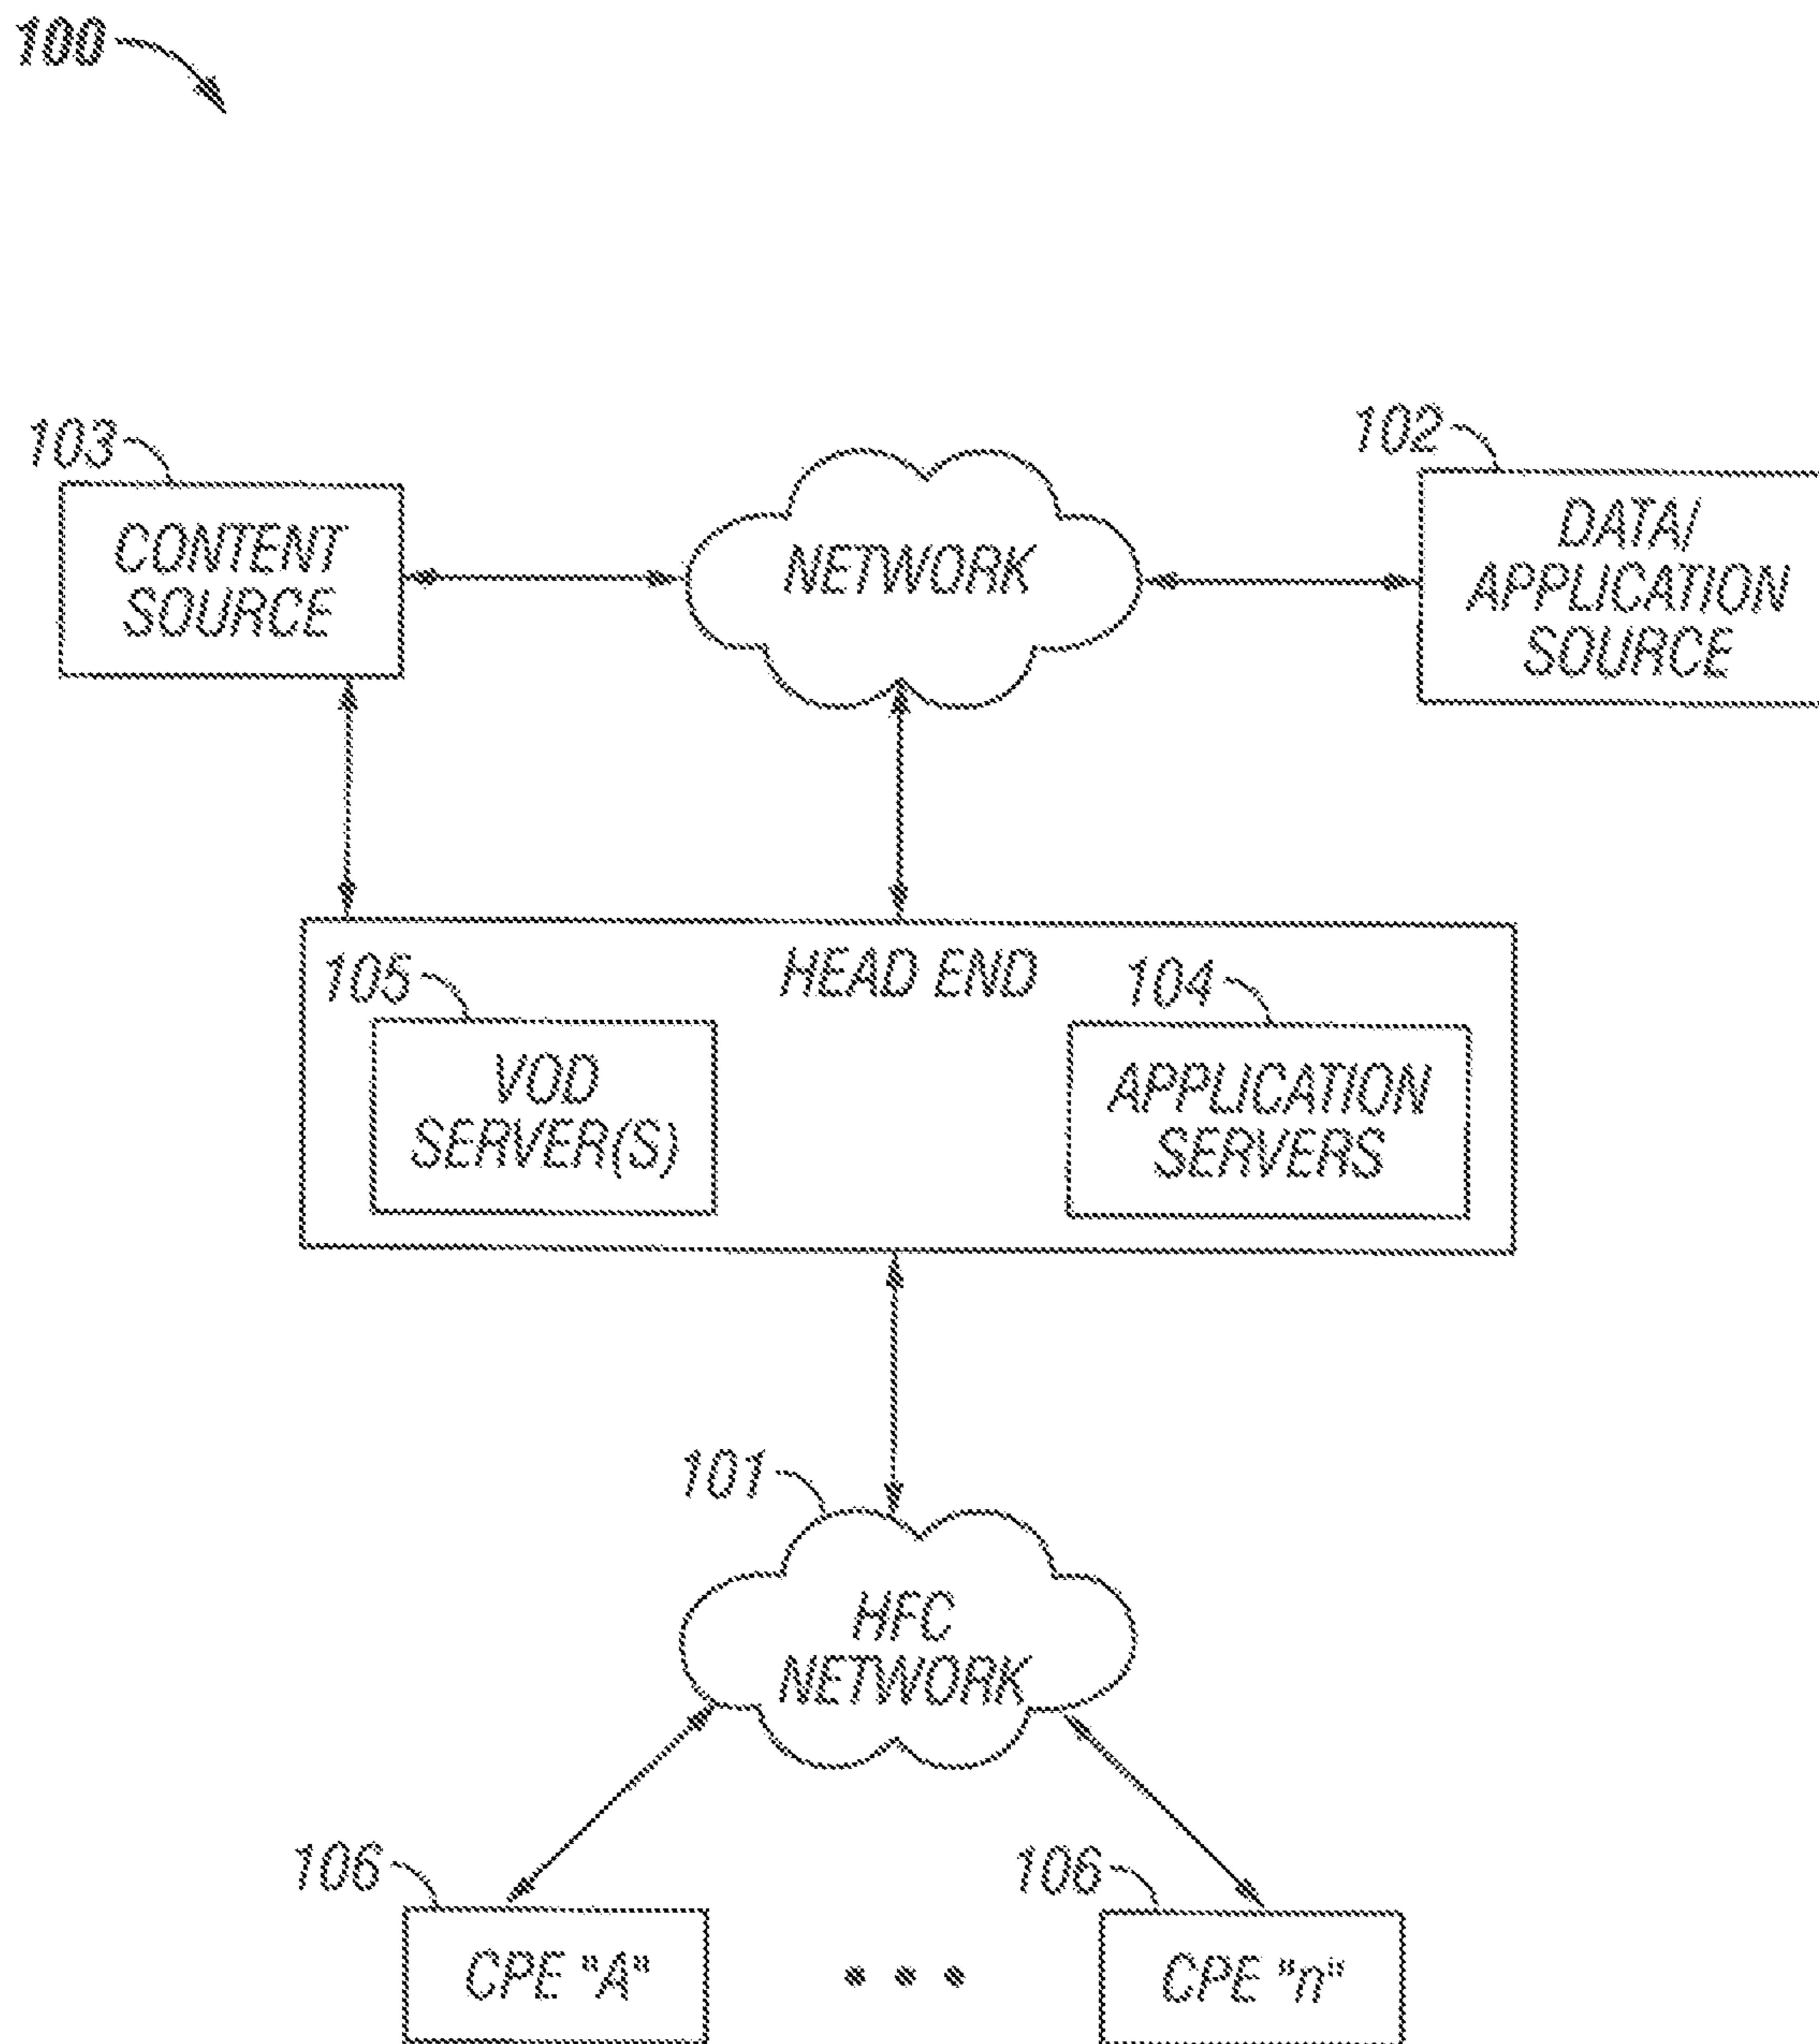 100
103
102
CONTENT
SOURCE
NETWORK
DATA/
APPLICATION
SOURCE
HEAD END
105
104
VOD
SERVER(S)
APPLICATION
SERVERS
101
HFC
NETWORK
106
106
CPE "A"
CPE "n"